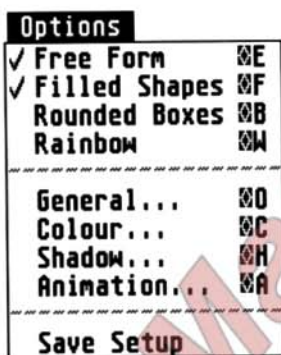 Options
✓ Free Form ◊E
✓ Filled Shapes ◊F
Rounded Boxes ◊B
Rainbow ◊W
General... ◊O
Colour... ◊C
Shadow... ◊H
Animation... ◊A
Save Setup